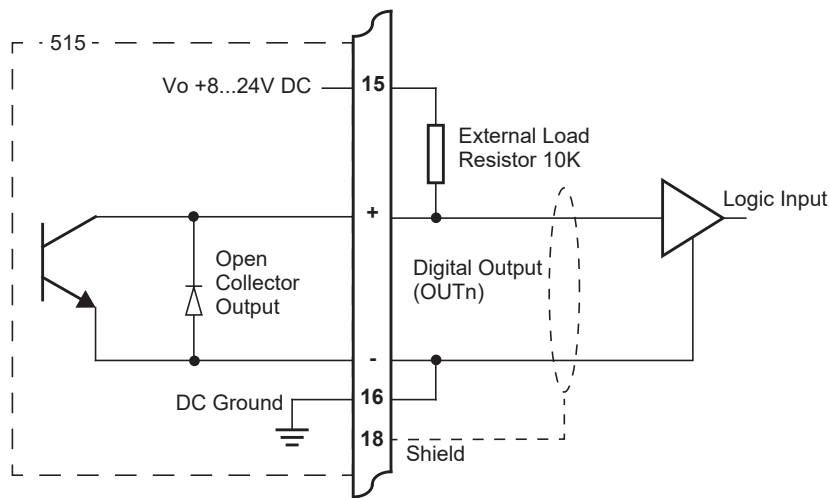 515
Vo +8...24V DC
15
External Load
Resistor 10K
+
Logic Input
Open
Collector
Output
Digital Output
(OUTn)
-
DC Ground
16
18
Shield